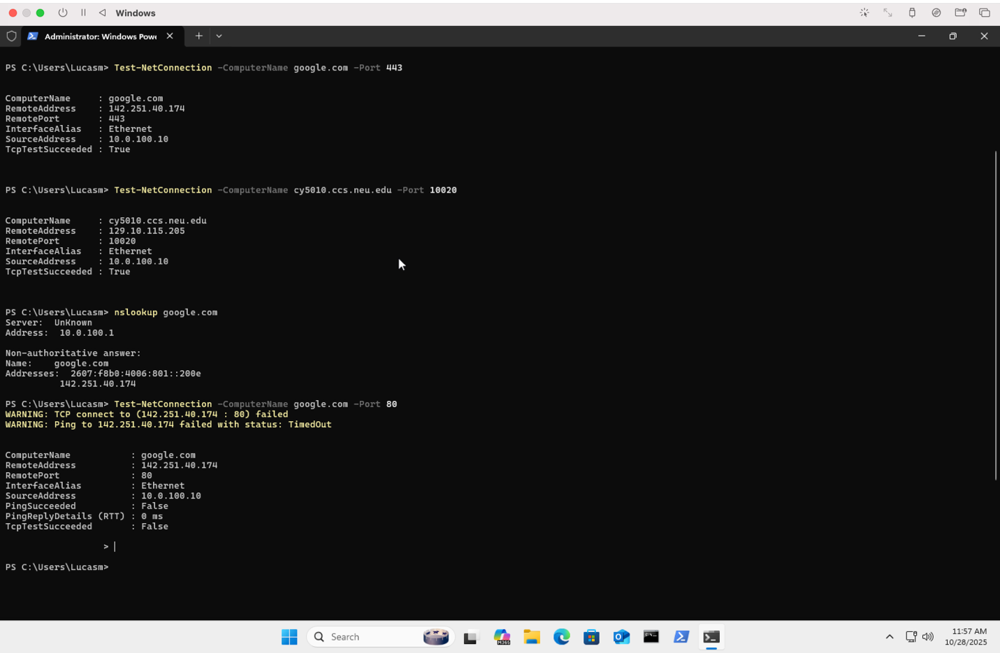 Windows
Administrator: Windows Powe
PS C:\Users\Lucasm> Test-NetConnection -ComputerName google.com -Port 443
ComputerName     : google.com
RemoteAddress    : 142.251.40.174
RemotePort       : 443
InterfaceAlias   : Ethernet
SourceAddress    : 10.0.100.10
TcpTestSucceeded : True
PS C:\Users\Lucasm> Test-NetConnection -ComputerName cy5010.ccs.neu.edu -Port 10020
ComputerName     : cy5010.ccs.neu.edu
RemoteAddress    : 129.10.115.205
RemotePort       : 10020
InterfaceAlias   : Ethernet
SourceAddress    : 10.0.100.10
TcpTestSucceeded : True
PS C:\Users\Lucasm> nslookup google.com
Server:  UnKnown
Address:  10.0.100.1
Non-authoritative answer:
Name:    google.com
Addresses:  2607:f8b0:4006:801::200e
          142.251.40.174
PS C:\Users\Lucasm> Test-NetConnection -ComputerName google.com -Port 80
WARNING: TCP connect to (142.251.40.174 : 80) failed
WARNING: Ping to 142.251.40.174 failed with status: TimedOut
ComputerName           : google.com
RemoteAddress          : 142.251.40.174
RemotePort             : 80
InterfaceAlias         : Ethernet
SourceAddress          : 10.0.100.10
PingSucceeded          : False
PingReplyDetails (RTT) : 0 ms
TcpTestSucceeded       : False
>
PS C:\Users\Lucasm>
Search
M365
11:57 AM
10/28/2025